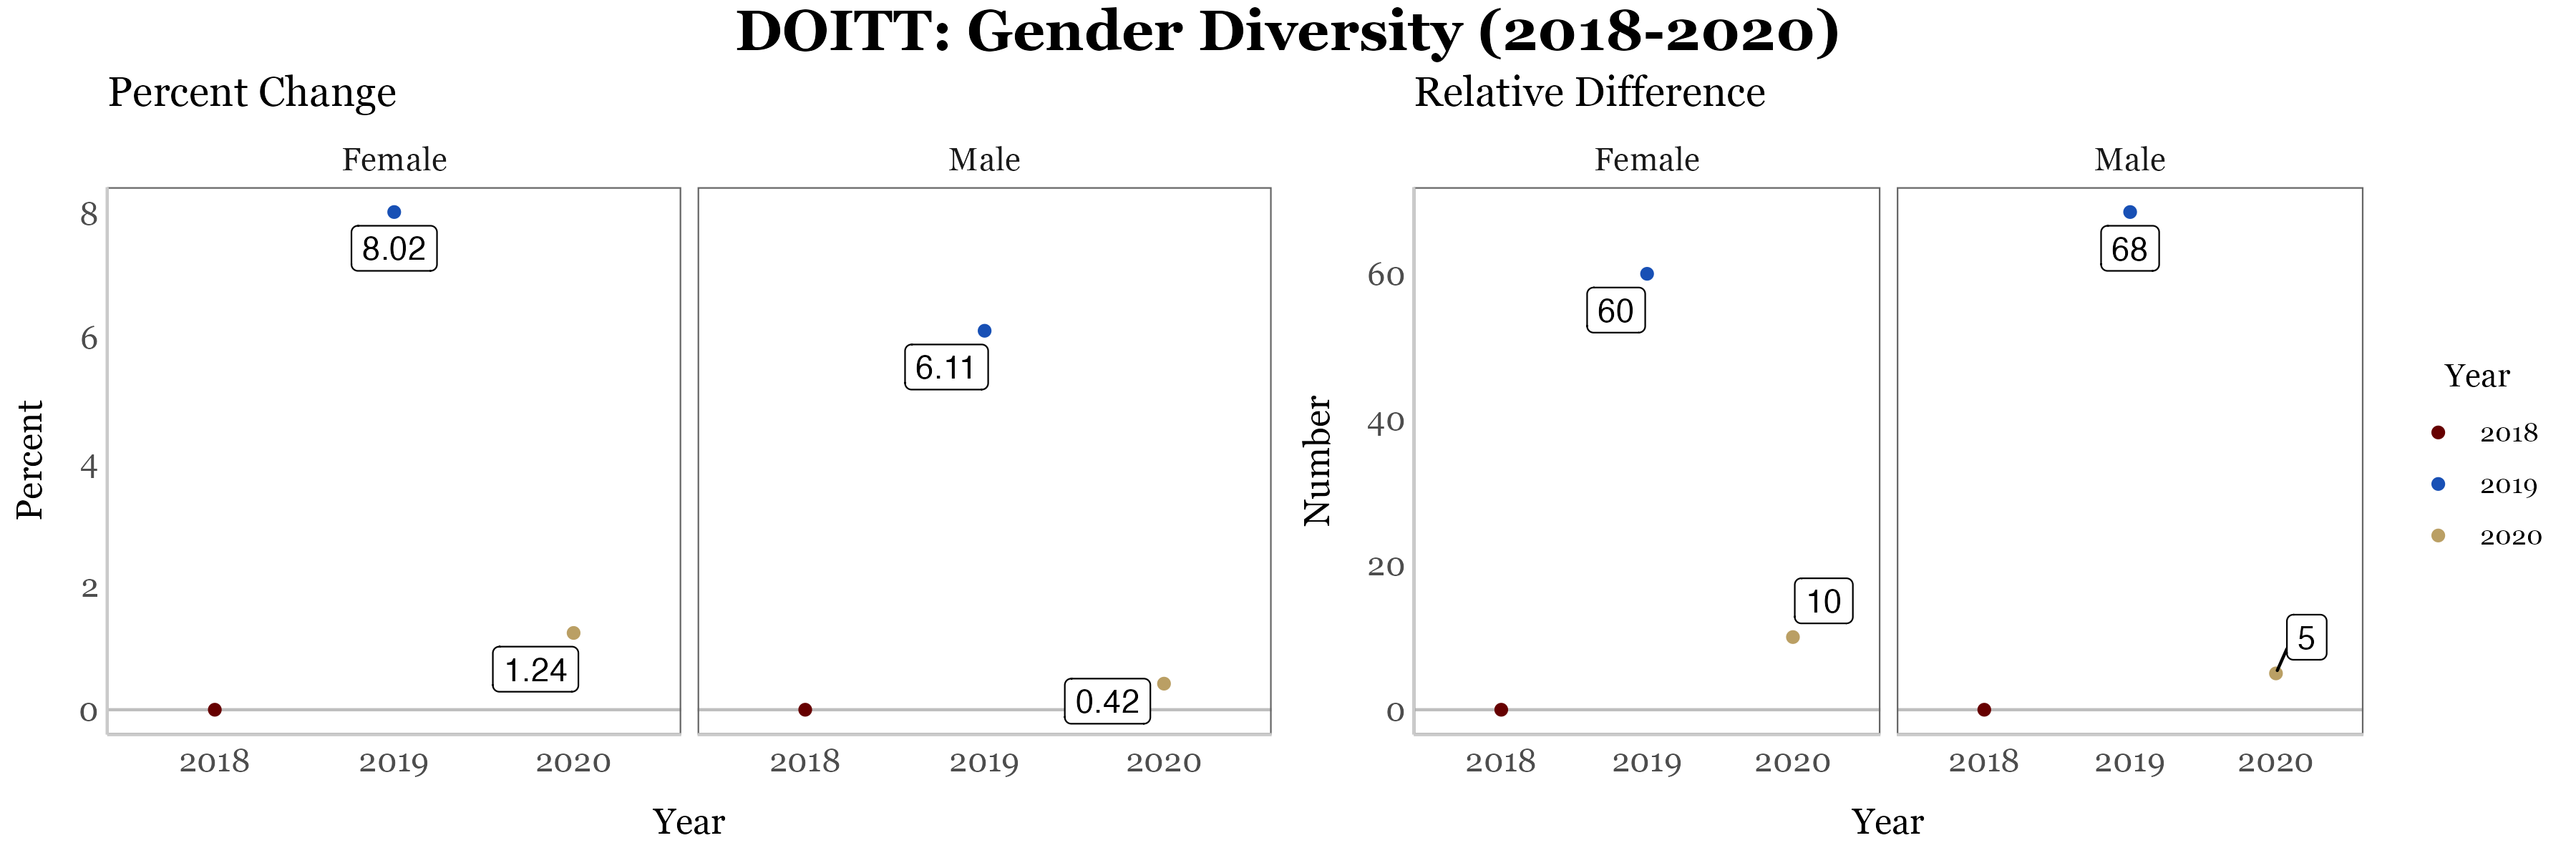 DOITT: Gender Diversity (2018-2020)
Percent Change
Female
Male
8
6
4
2
0
Percent
8.02
1.24
6.11
0.42
2018
2019
2020
2018
2019
2020
Year
Relative Difference
Female
Male
60
40
20
0
Number
60
10
68
5
2018
2019
2020
2018
2019
2020
Year
Year
2018
2019
2020